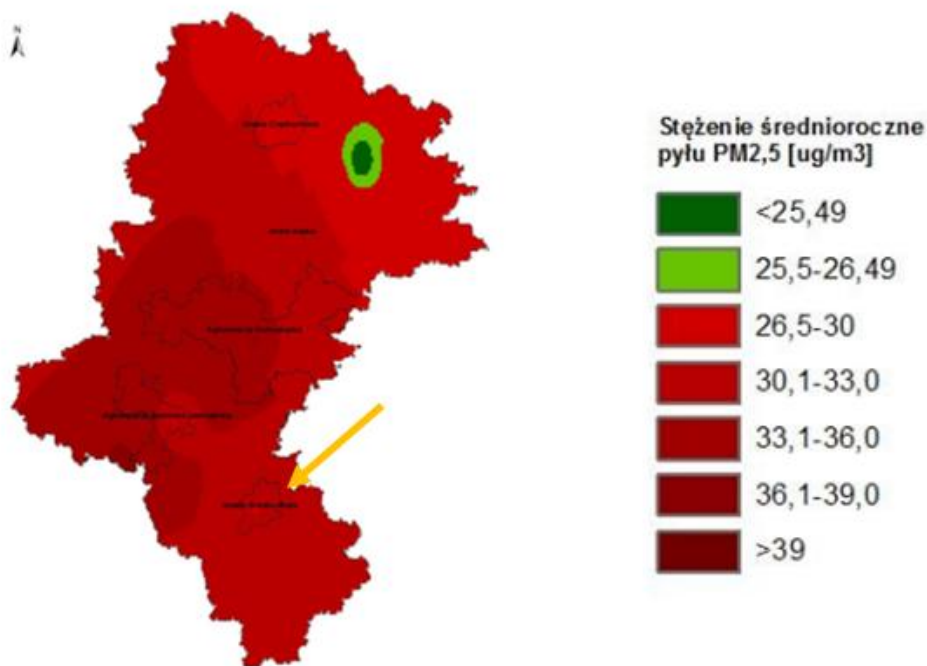 N
Stężenie średnioroczne
pyłu PM2,5 [ug/m3]
<25,49
25,5-26,49
26,5-30
30,1-33,0
33,1-36,0
36,1-39,0
>39